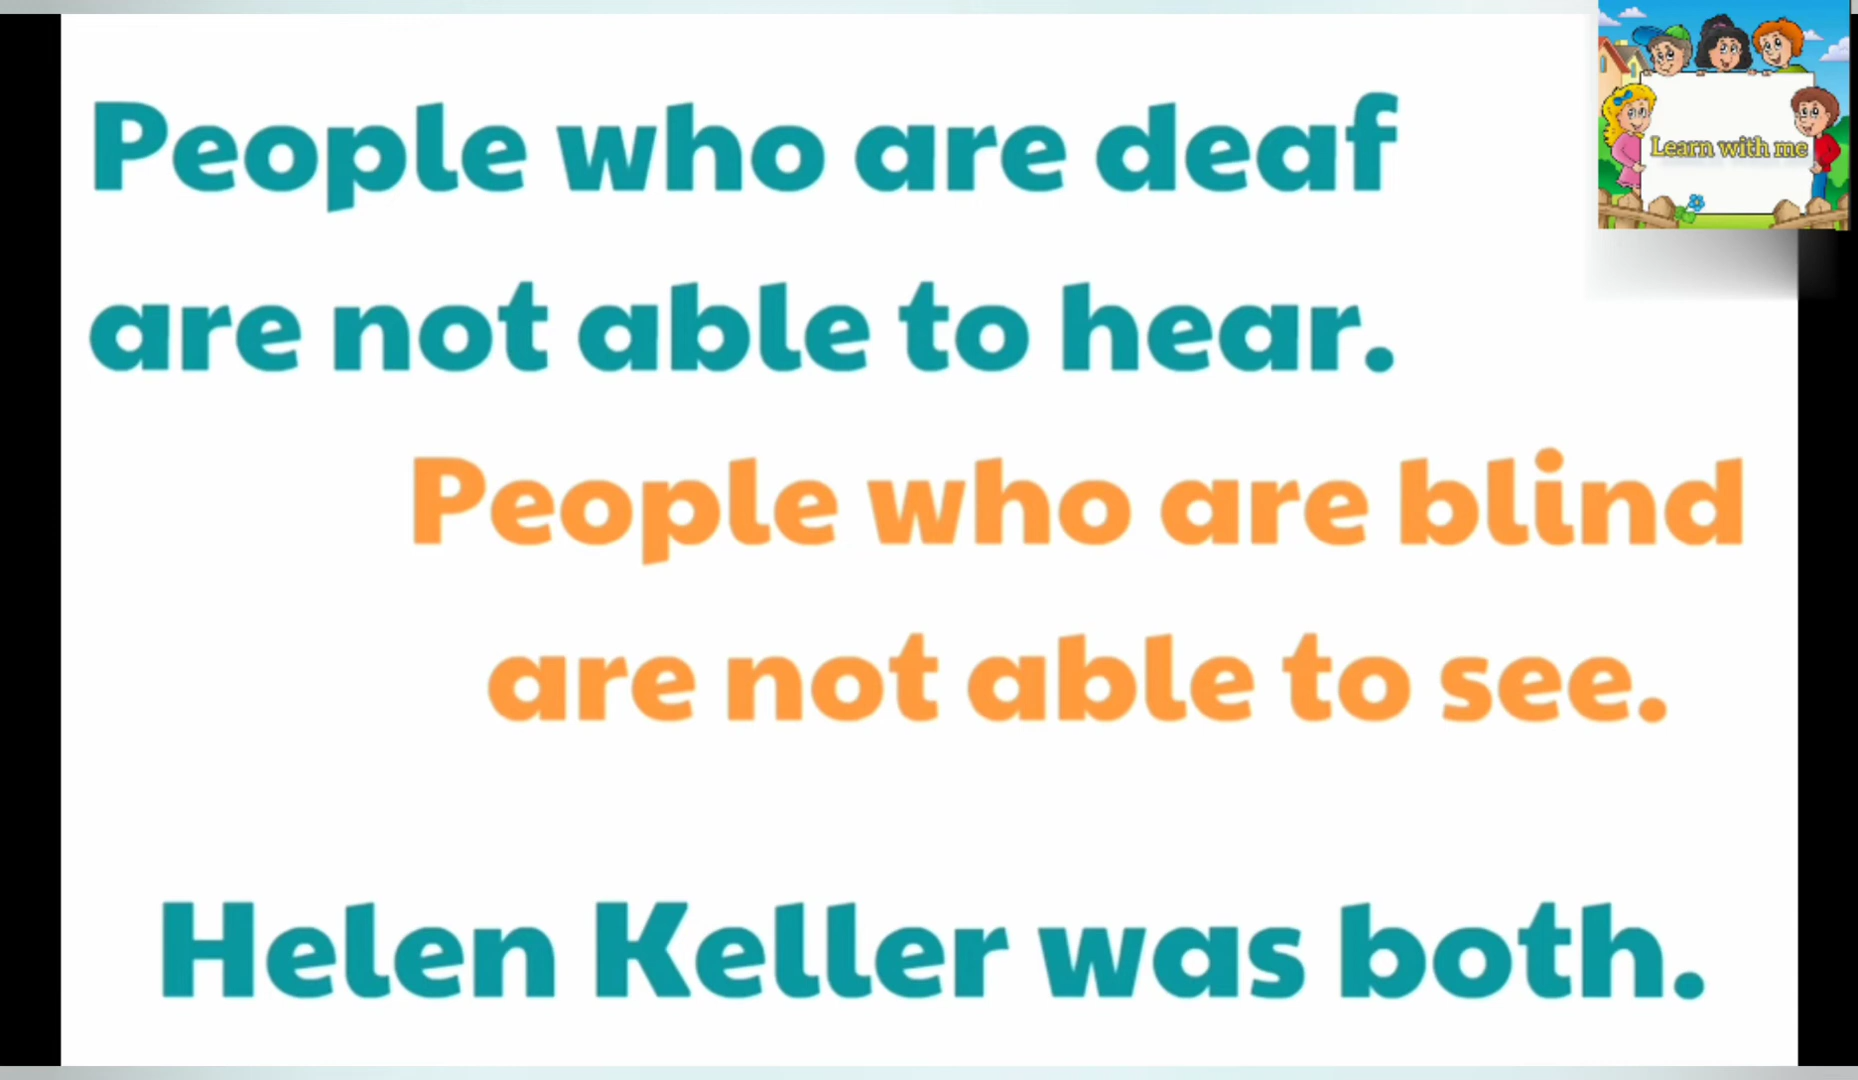 People who are deaf
are not able to hear.
People who are blind
are not able to see.
Helen Keller was both.
Learn with me